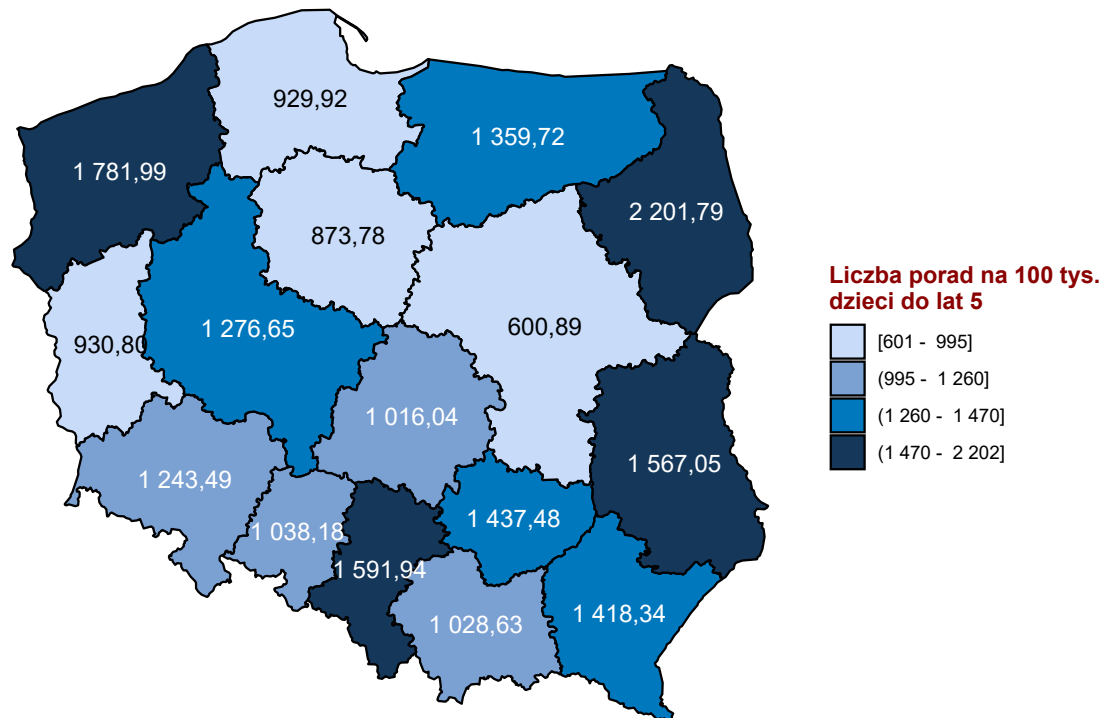 929,92
1 359,72
1 781,99
2 201,79
873,78
1 276,65
600,89
930,80
1 016,04
1 567,05
1 243,49
1 038,18
1 437,48
1 591,94
1 028,63
1 418,34
Liczba porad na 100 tys.
dzieci do lat 5
[601 - 995]
(995 - 1 260]
(1 260 - 1 470]
(1 470 - 2 202]